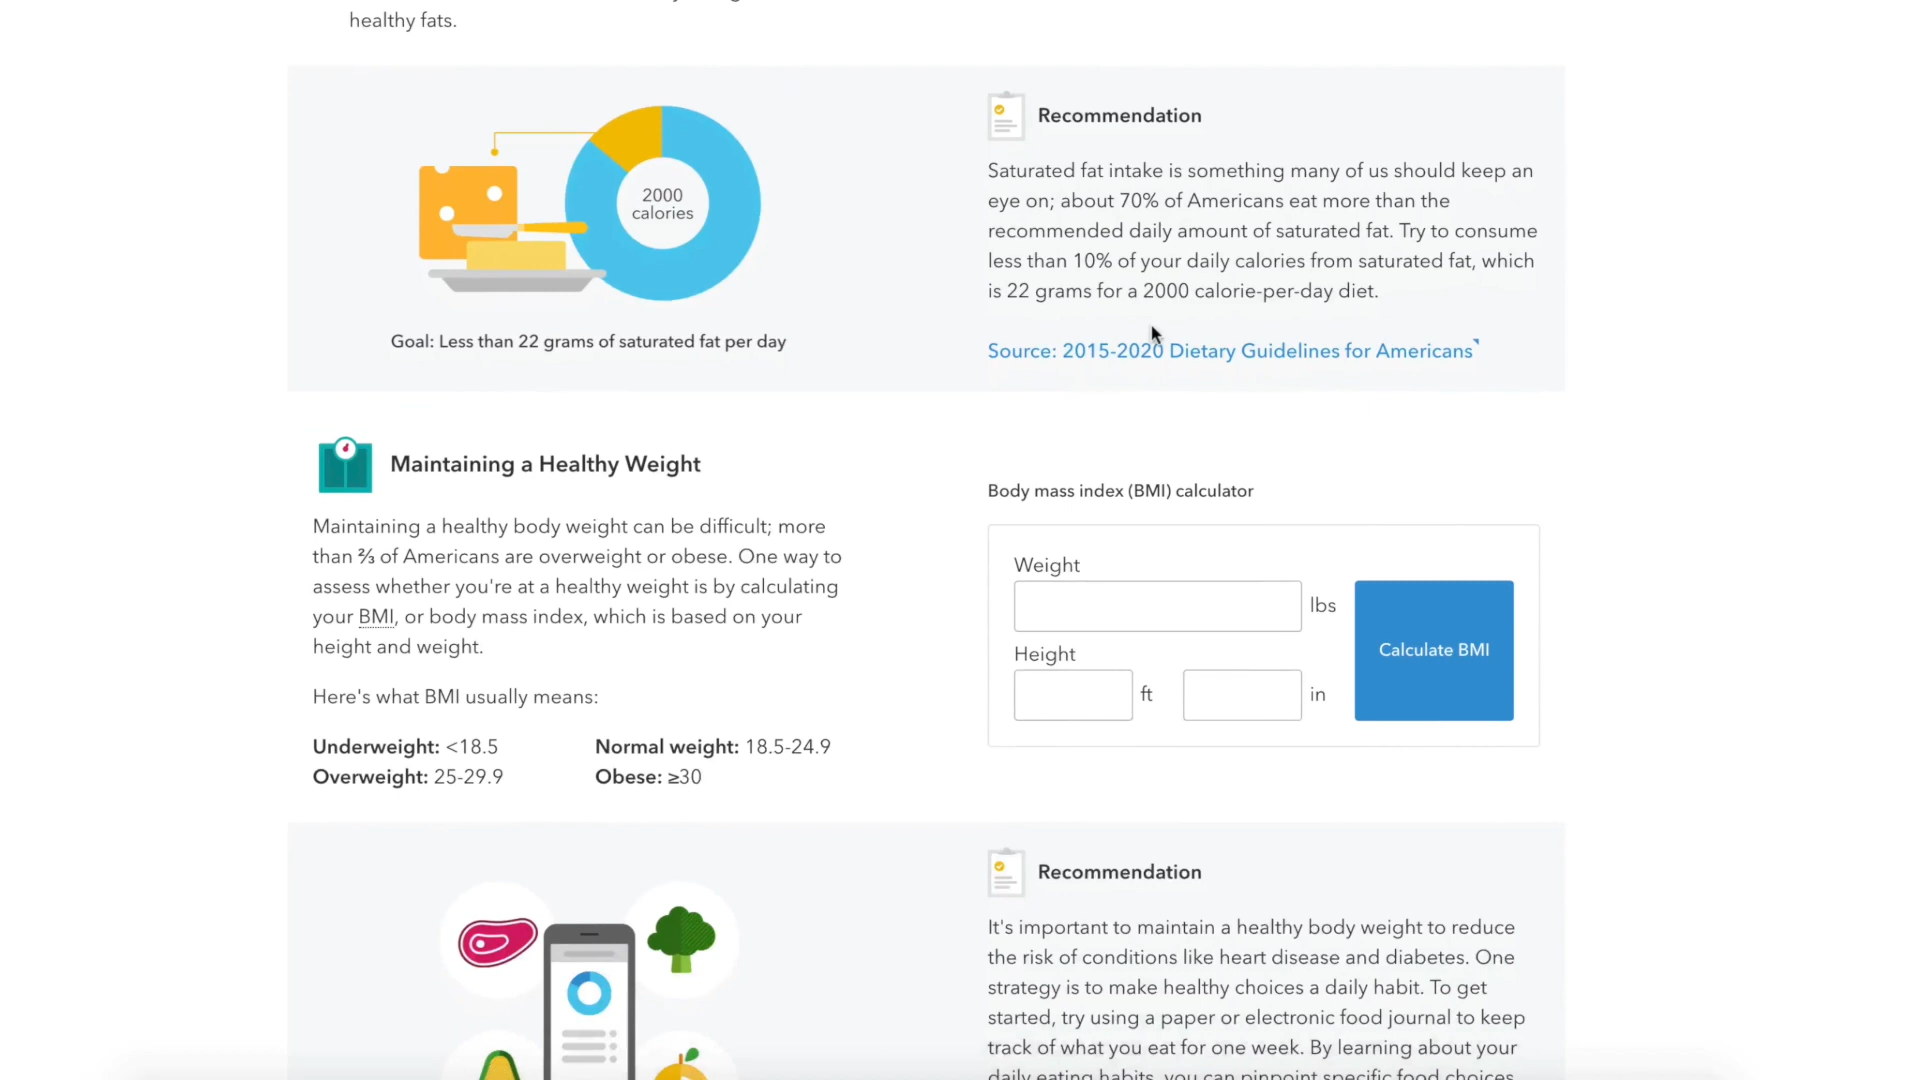 healthy fats.
2000
calories
Goal: Less than 22 grams of saturated fat per day
Recommendation
Saturated fat intake is something many of us should keep an
eye on; about 70% of Americans eat more than the
recommended daily amount of saturated fat. Try to consume
less than 10% of your daily calories from saturated fat, which
is 22 grams for a 2000 calorie-per-day diet.
Source: 2015-2020 Dietary Guidelines for Americans
Maintaining a Healthy Weight
Maintaining a healthy body weight can be difficult; more
than ⅔ of Americans are overweight or obese. One way to
assess whether you're at a healthy weight is by calculating
your BMI, or body mass index, which is based on your
height and weight.
Here's what BMI usually means:
Underweight: <18.5
Normal weight: 18.5-24.9
Overweight: 25-29.9
Obese: ≥30
Body mass index (BMI) calculator
Weight
lbs
Height
ft
in
Calculate BMI
Recommendation
It's important to maintain a healthy body weight to reduce
the risk of conditions like heart disease and diabetes. One
strategy is to make healthy choices a daily habit. To get
started, try using a paper or electronic food journal to keep
track of what you eat for one week. By learning about your
daily eating habits, you can pinpoint specific food choices